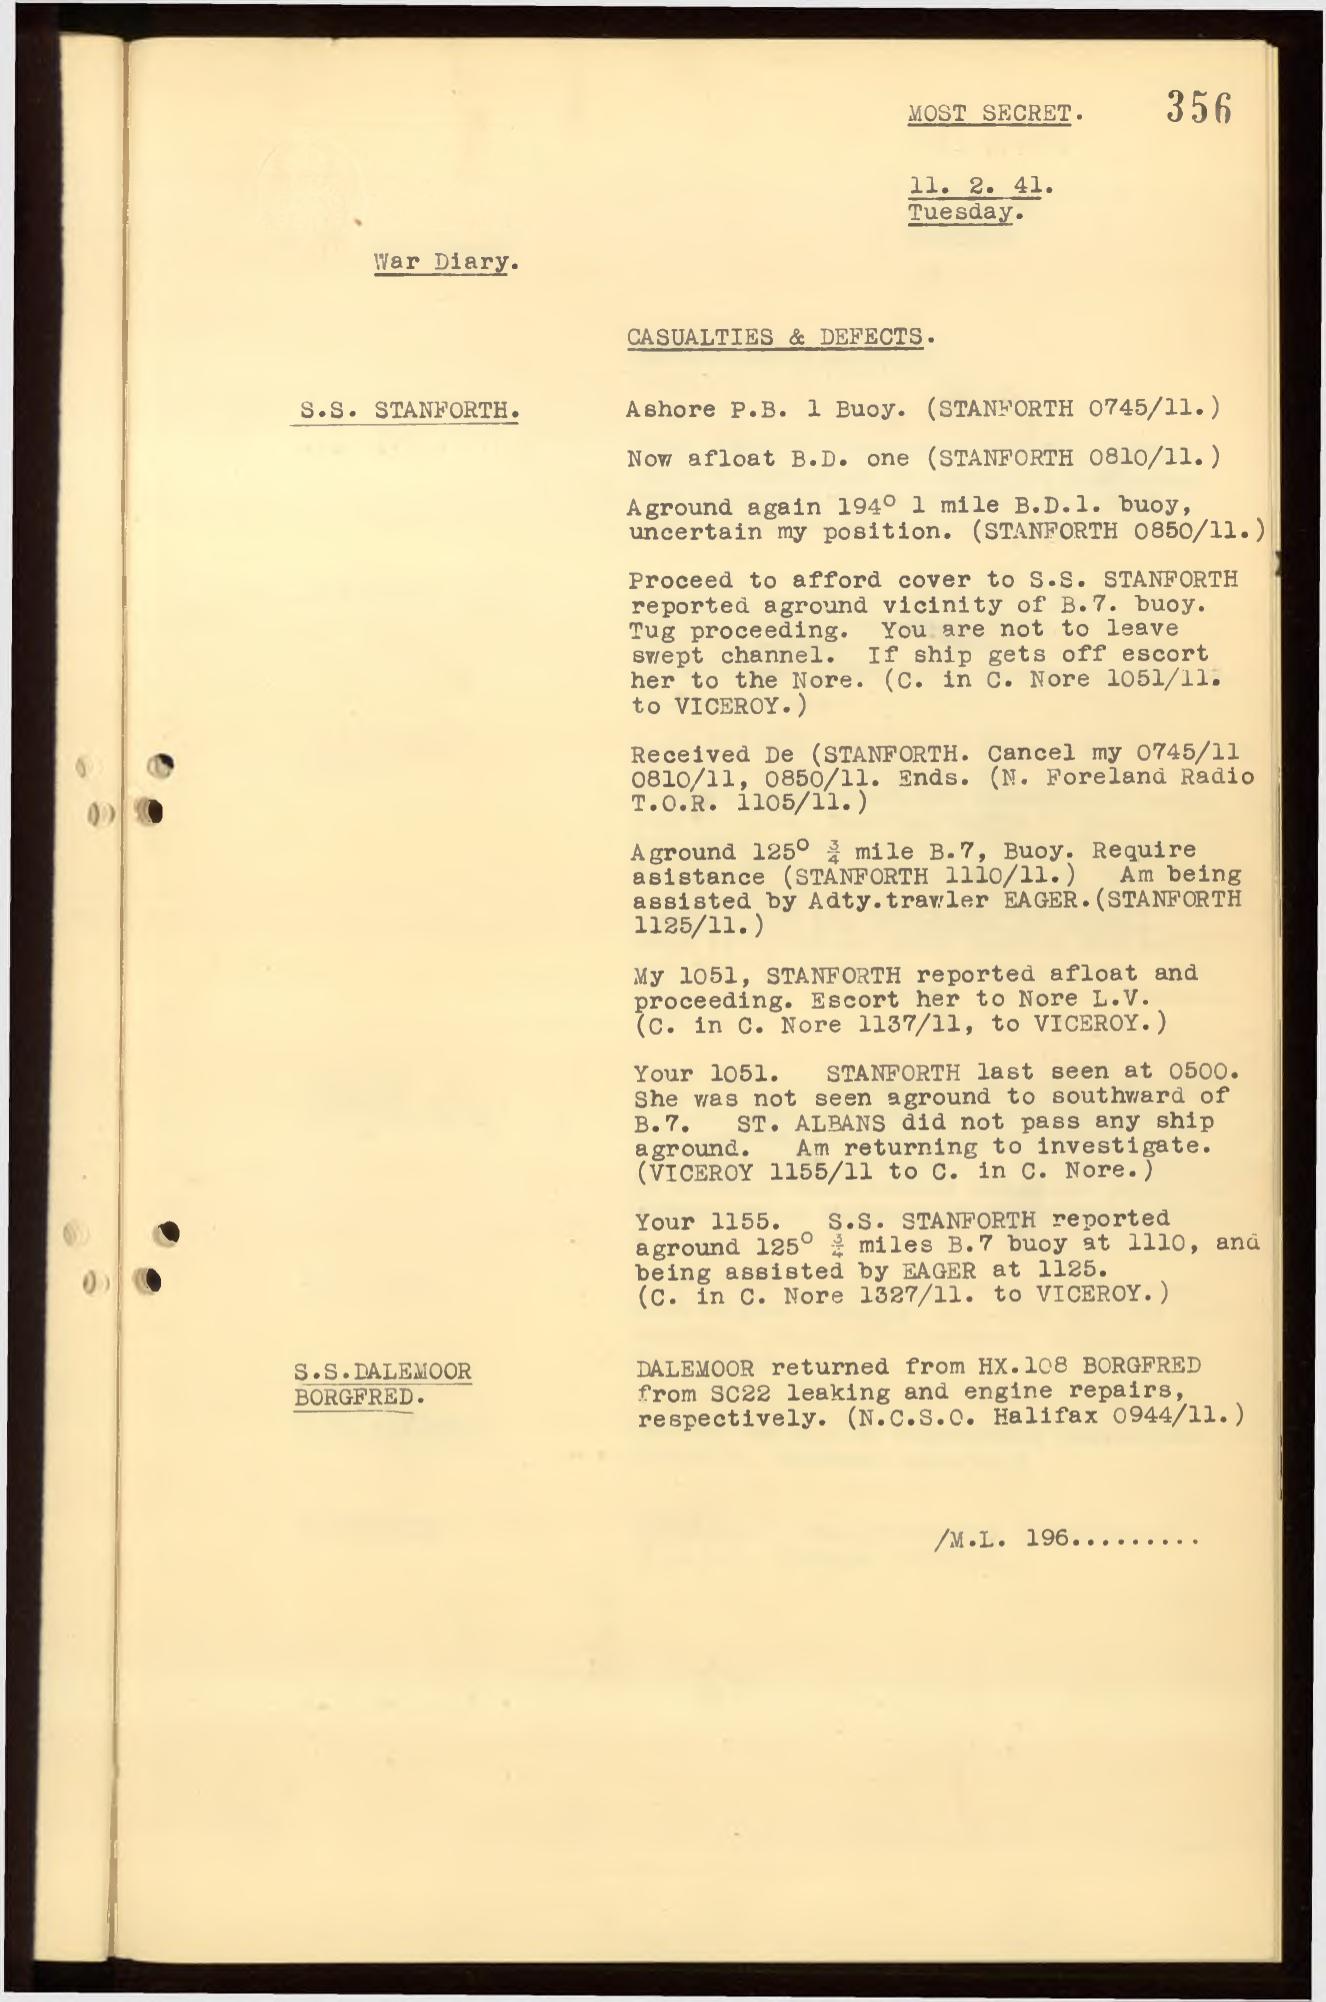 MOST SECRET. 356
11. 2. 41.
Tuesday.
War Diary.
CASUALTIES & DEFECTS.
S.S. STANFORTH. Ashore P.B. 1 Buoy. (STANFORTH 0745/11.)
Now afloat B.D. one (STANFORTH 0810/11.)
Aground again 194° 1 mile B.D.1. buoy,
uncertain my position. (STANFORTH 0850/11.)
Proceed to afford cover to S.S. STANFORTH
reported aground vicinity of B.7. buoy.
Tug proceeding. You are not to leave
swept channel. If ship gets off escort
her to the Nore. (C. in C. Nore 1051/11.
to VICEROY.)
Received De (STANFORTH. Cancel my 0745/11
0810/11, 0850/11. Ends. (N. Foreland Radio
T.O.R. 1105/11.)
Aground 125° ¾ mile B.7, Buoy. Require
asistance (STANFORTH 1110/11.) Am being
assisted by Adty.trawler EAGER.(STANFORTH
1125/11.)
My 1051, STANFORTH reported afloat and
proceeding. Escort her to Nore L.V.
(C. in C. Nore 1137/11, to VICEROY.)
Your 1051. STANFORTH last seen at 0500.
She was not seen aground to southward of
B.7. ST. ALBANS did not pass any ship
aground. Am returning to investigate.
(VICEROY 1155/11 to C. in C. Nore.)
Your 1155. S.S. STANFORTH reported
aground 125° ¾ miles B.7 buoy at 1110, and
being assisted by EAGER at 1125.
(C. in C. Nore 1327/11. to VICEROY.)
S.S.DALEMOOR DALEMOOR returned from HX.108 BORGFRED
BORGFRED. from SC22 leaking and engine repairs,
respectively. (N.C.S.O. Halifax 0944/11.)
/M.L. 196.........